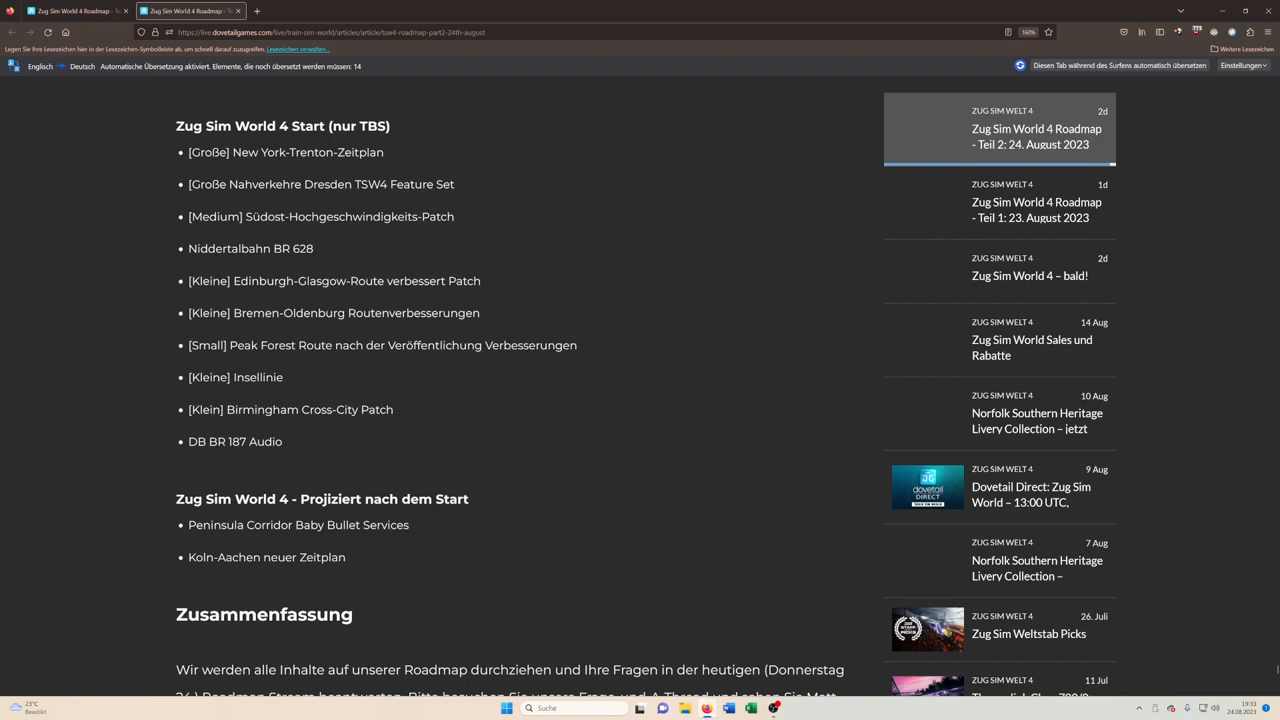 Zug Sim World 4 Roadmap - Te
Zug Sim World 4 Roadmap - Te
https://live.dovetailgames.com/live/train-sim-world/articles/article/tsw4-roadmap-part2-24th-august
160%
Legen Sie Ihre Lesezeichen hier in der Lesezeichen-Symbolleiste ab, um schnell darauf zuzugreifen. Lesezeichen verwalten...
Weitere Lesezeichen
Englisch
Deutsch
Automatische Übersetzung aktiviert. Elemente, die noch übersetzt werden müssen: 14
Diesen Tab während des Surfens automatisch übersetzen
Einstellungen
Zug Sim World 4 Start (nur TBS)
• [Große] New York-Trenton-Zeitplan
• [Große Nahverkehre Dresden TSW4 Feature Set
• [Medium] Südost-Hochgeschwindigkeits-Patch
• Niddertalbahn BR 628
• [Kleine] Edinburgh-Glasgow-Route verbessert Patch
• [Kleine] Bremen-Oldenburg Routenverbesserungen
• [Small] Peak Forest Route nach der Veröffentlichung Verbesserungen
• [Kleine] Insellinie
• [Klein] Birmingham Cross-City Patch
• DB BR 187 Audio
Zug Sim World 4 - Projiziert nach dem Start
• Peninsula Corridor Baby Bullet Services
• Koln-Aachen neuer Zeitplan
Zusammenfassung
Wir werden alle Inhalte auf unserer Roadmap durchziehen und Ihre Fragen in der heutigen (Donnerstag
ZUG SIM WELT 4 2d
Zug Sim World 4 Roadmap
- Teil 2: 24. August 2023
ZUG SIM WELT 4 1d
Zug Sim World 4 Roadmap
- Teil 1: 23. August 2023
ZUG SIM WELT 4 2d
Zug Sim World 4 – bald!
ZUG SIM WELT 4 14 Aug
Zug Sim World Sales und
Rabatte
ZUG SIM WELT 4 10 Aug
Norfolk Southern Heritage
Livery Collection – jetzt
dovetail
DIRECT
ZUG SIM WELT 4 9 Aug
Dovetail Direct: Zug Sim
World – 13:00 UTC,
ZUG SIM WELT 4 7 Aug
Norfolk Southern Heritage
Livery Collection –
ZUG SIM WELT 4 26. Juli
Zug Sim Weltstab Picks
ZUG SIM WELT 4 11 Jul
23°C
Bewölkt
Suche
19:33
24.08.2023